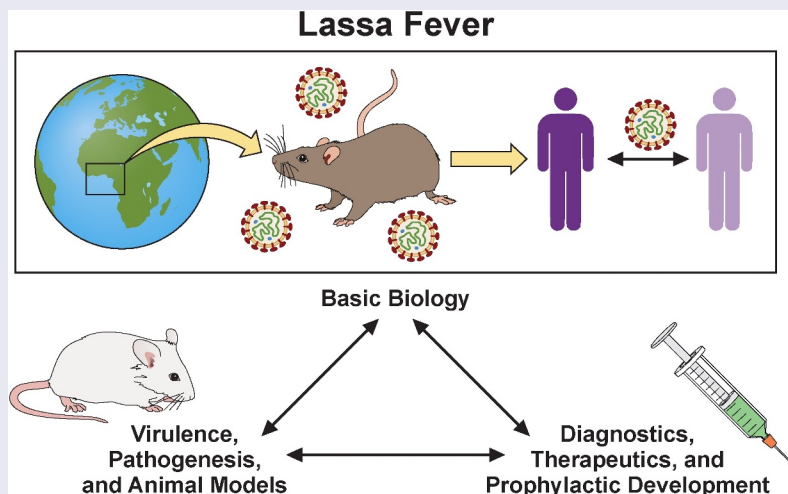 Lassa Fever
Basic Biology
Virulence,
Pathogenesis,
and Animal Models
Diagnostics,
Therapeutics, and
Prophylactic Development